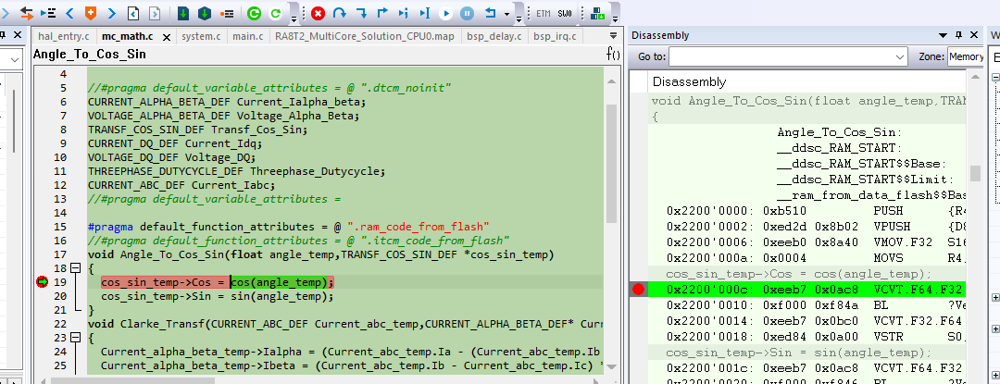 ETM SWO
hal_entry.c mc_math.c system.c main.c RA8T2_MultiCore_Solution_CPU0.map bsp_delay.c bsp_irq.c
Angle_To_Cos_Sin f()
4
5 //#pragma default_variable_attributes = @ ".dtcm_noinit"
6 CURRENT_ALPHA_BETA_DEF Current_Ialpha_beta;
7 VOLTAGE_ALPHA_BETA_DEF Voltage_Alpha_Beta;
8 TRANSF_COS_SIN_DEF Transf_Cos_Sin;
9 CURRENT_DQ_DEF Current_Idq;
10 VOLTAGE_DQ_DEF Voltage_DQ;
11 THREEPHASE_DUTYCYCLE_DEF Threephase_Dutycycle;
12 CURRENT_ABC_DEF Current_Iabc;
13 //#pragma default_variable_attributes =
14
15 #pragma default_function_attributes = @ ".ram_code_from_flash"
16 //#pragma default_function_attributes = @ ".itcm_code_from_flash"
17 void Angle_To_Cos_Sin(float angle_temp,TRANSF_COS_SIN_DEF *cos_sin_temp)
18 {
19 cos_sin_temp->Cos = cos(angle_temp);
20 cos_sin_temp->Sin = sin(angle_temp);
21 }
22 void Clarke_Transf(CURRENT_ABC_DEF Current_abc_temp,CURRENT_ALPHA_BETA_DEF* Curr
23 {
24 Current_alpha_beta_temp->Ialpha = (Current_abc_temp.Ia - (Current_abc_temp.Ib
25 Current_alpha_beta_temp->Ibeta = (Current_abc_temp.Ib - Current_abc_temp.Ic) *
Disassembly
Go to: Zone: Memory
Disassembly
void Angle_To_Cos_Sin(float angle_temp,TRAN
{
Angle_To_Cos_Sin:
__ddsc_RAM_START:
__ddsc_RAM_START$$Base:
__ddsc_RAM_START$$Limit:
__ram_from_data_flash$$Bas
0x2200'0000: 0xb510 PUSH {R4
0x2200'0002: 0xed2d 0x8b02 VPUSH {D8
0x2200'0006: 0xeeb0 0x8a40 VMOV.F32 S16
0x2200'000a: 0x0004 MOVS R4
cos_sin_temp->Cos = cos(angle_temp);
0x2200'000c: 0xeeb7 0x0ac8 VCVT.F64.F32
0x2200'0010: 0xf000 0xf84a BL ?Ve
0x2200'0014: 0xeeb7 0x0bc0 VCVT.F32.F64
0x2200'0018: 0xed84 0x0a00 VSTR S0
cos_sin_temp->Sin = sin(angle_temp);
0x2200'001c: 0xeeb7 0x0ac8 VCVT.F64.F32
0x2200'0020: 0xf000 0xf846 BL ?Ve